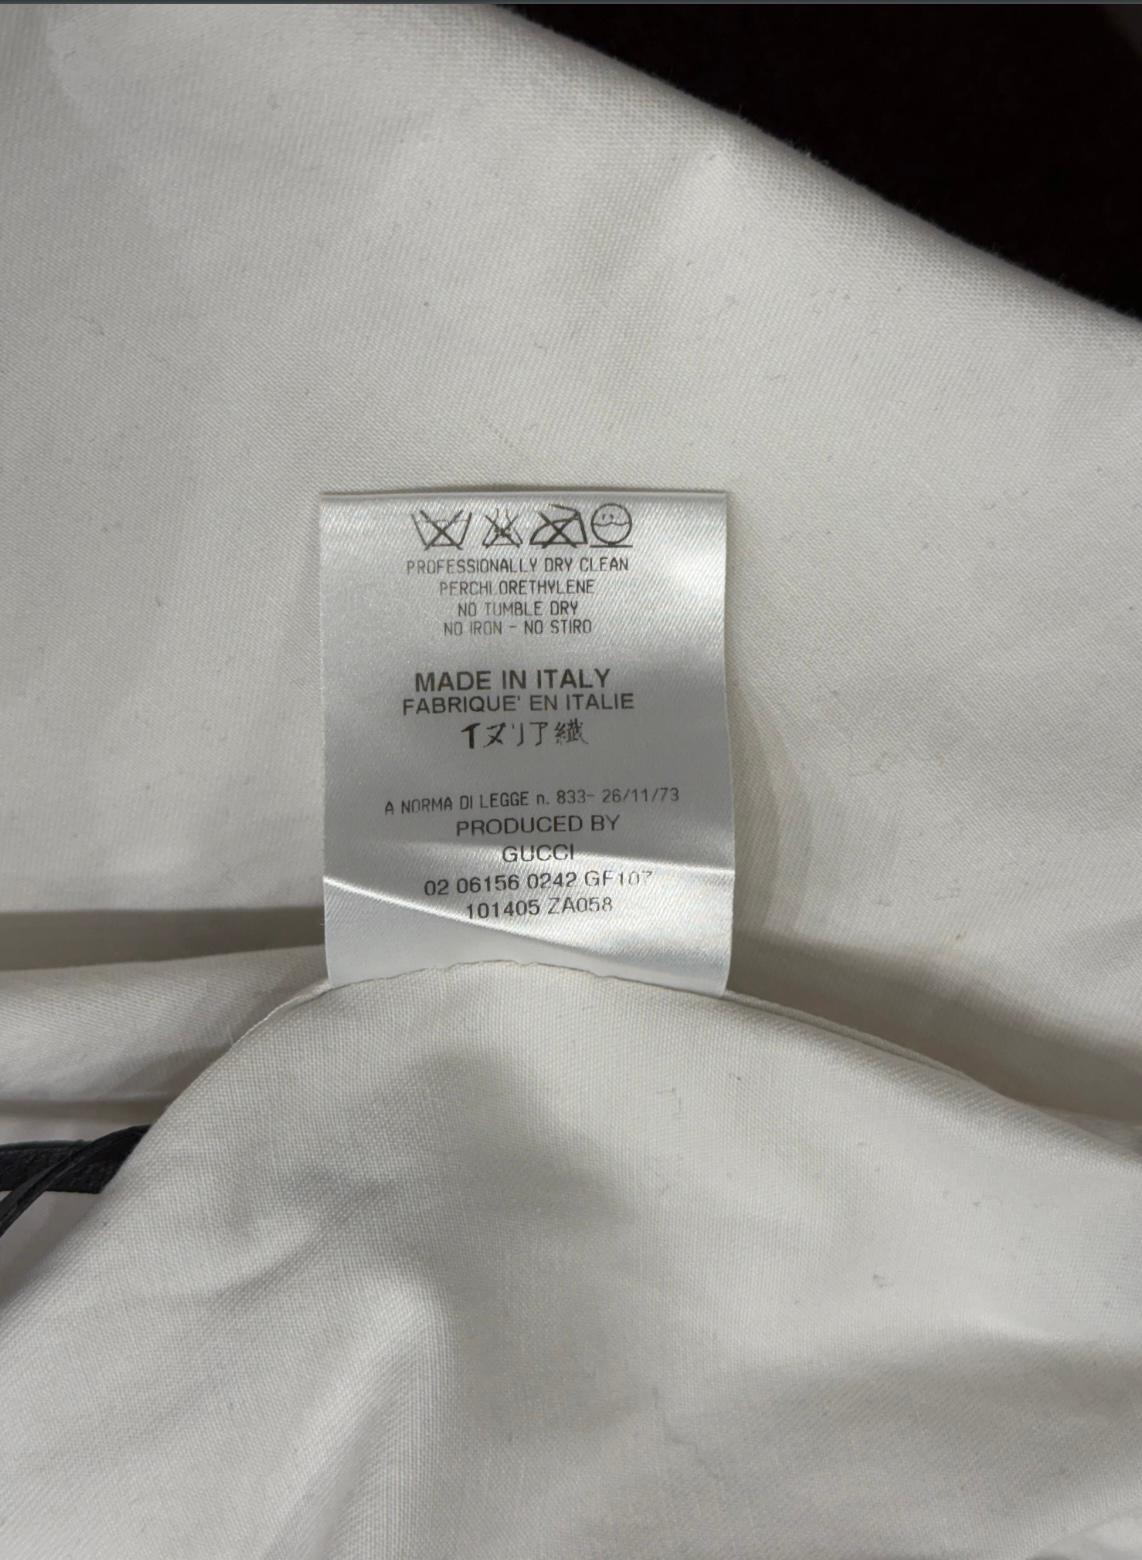 PROFESSIONALLY DRY CLEAN
PERCHLORETHYLENE
NO TUMBLE DRY
NO IRON - NO STIRO
MADE IN ITALY
FABRIQUE' EN ITALIE
A NORMA DI LEGGE n. 833- 26/11/73
PRODUCED BY
GUCCI
02 06156 0242 GF107
101405 ZA058